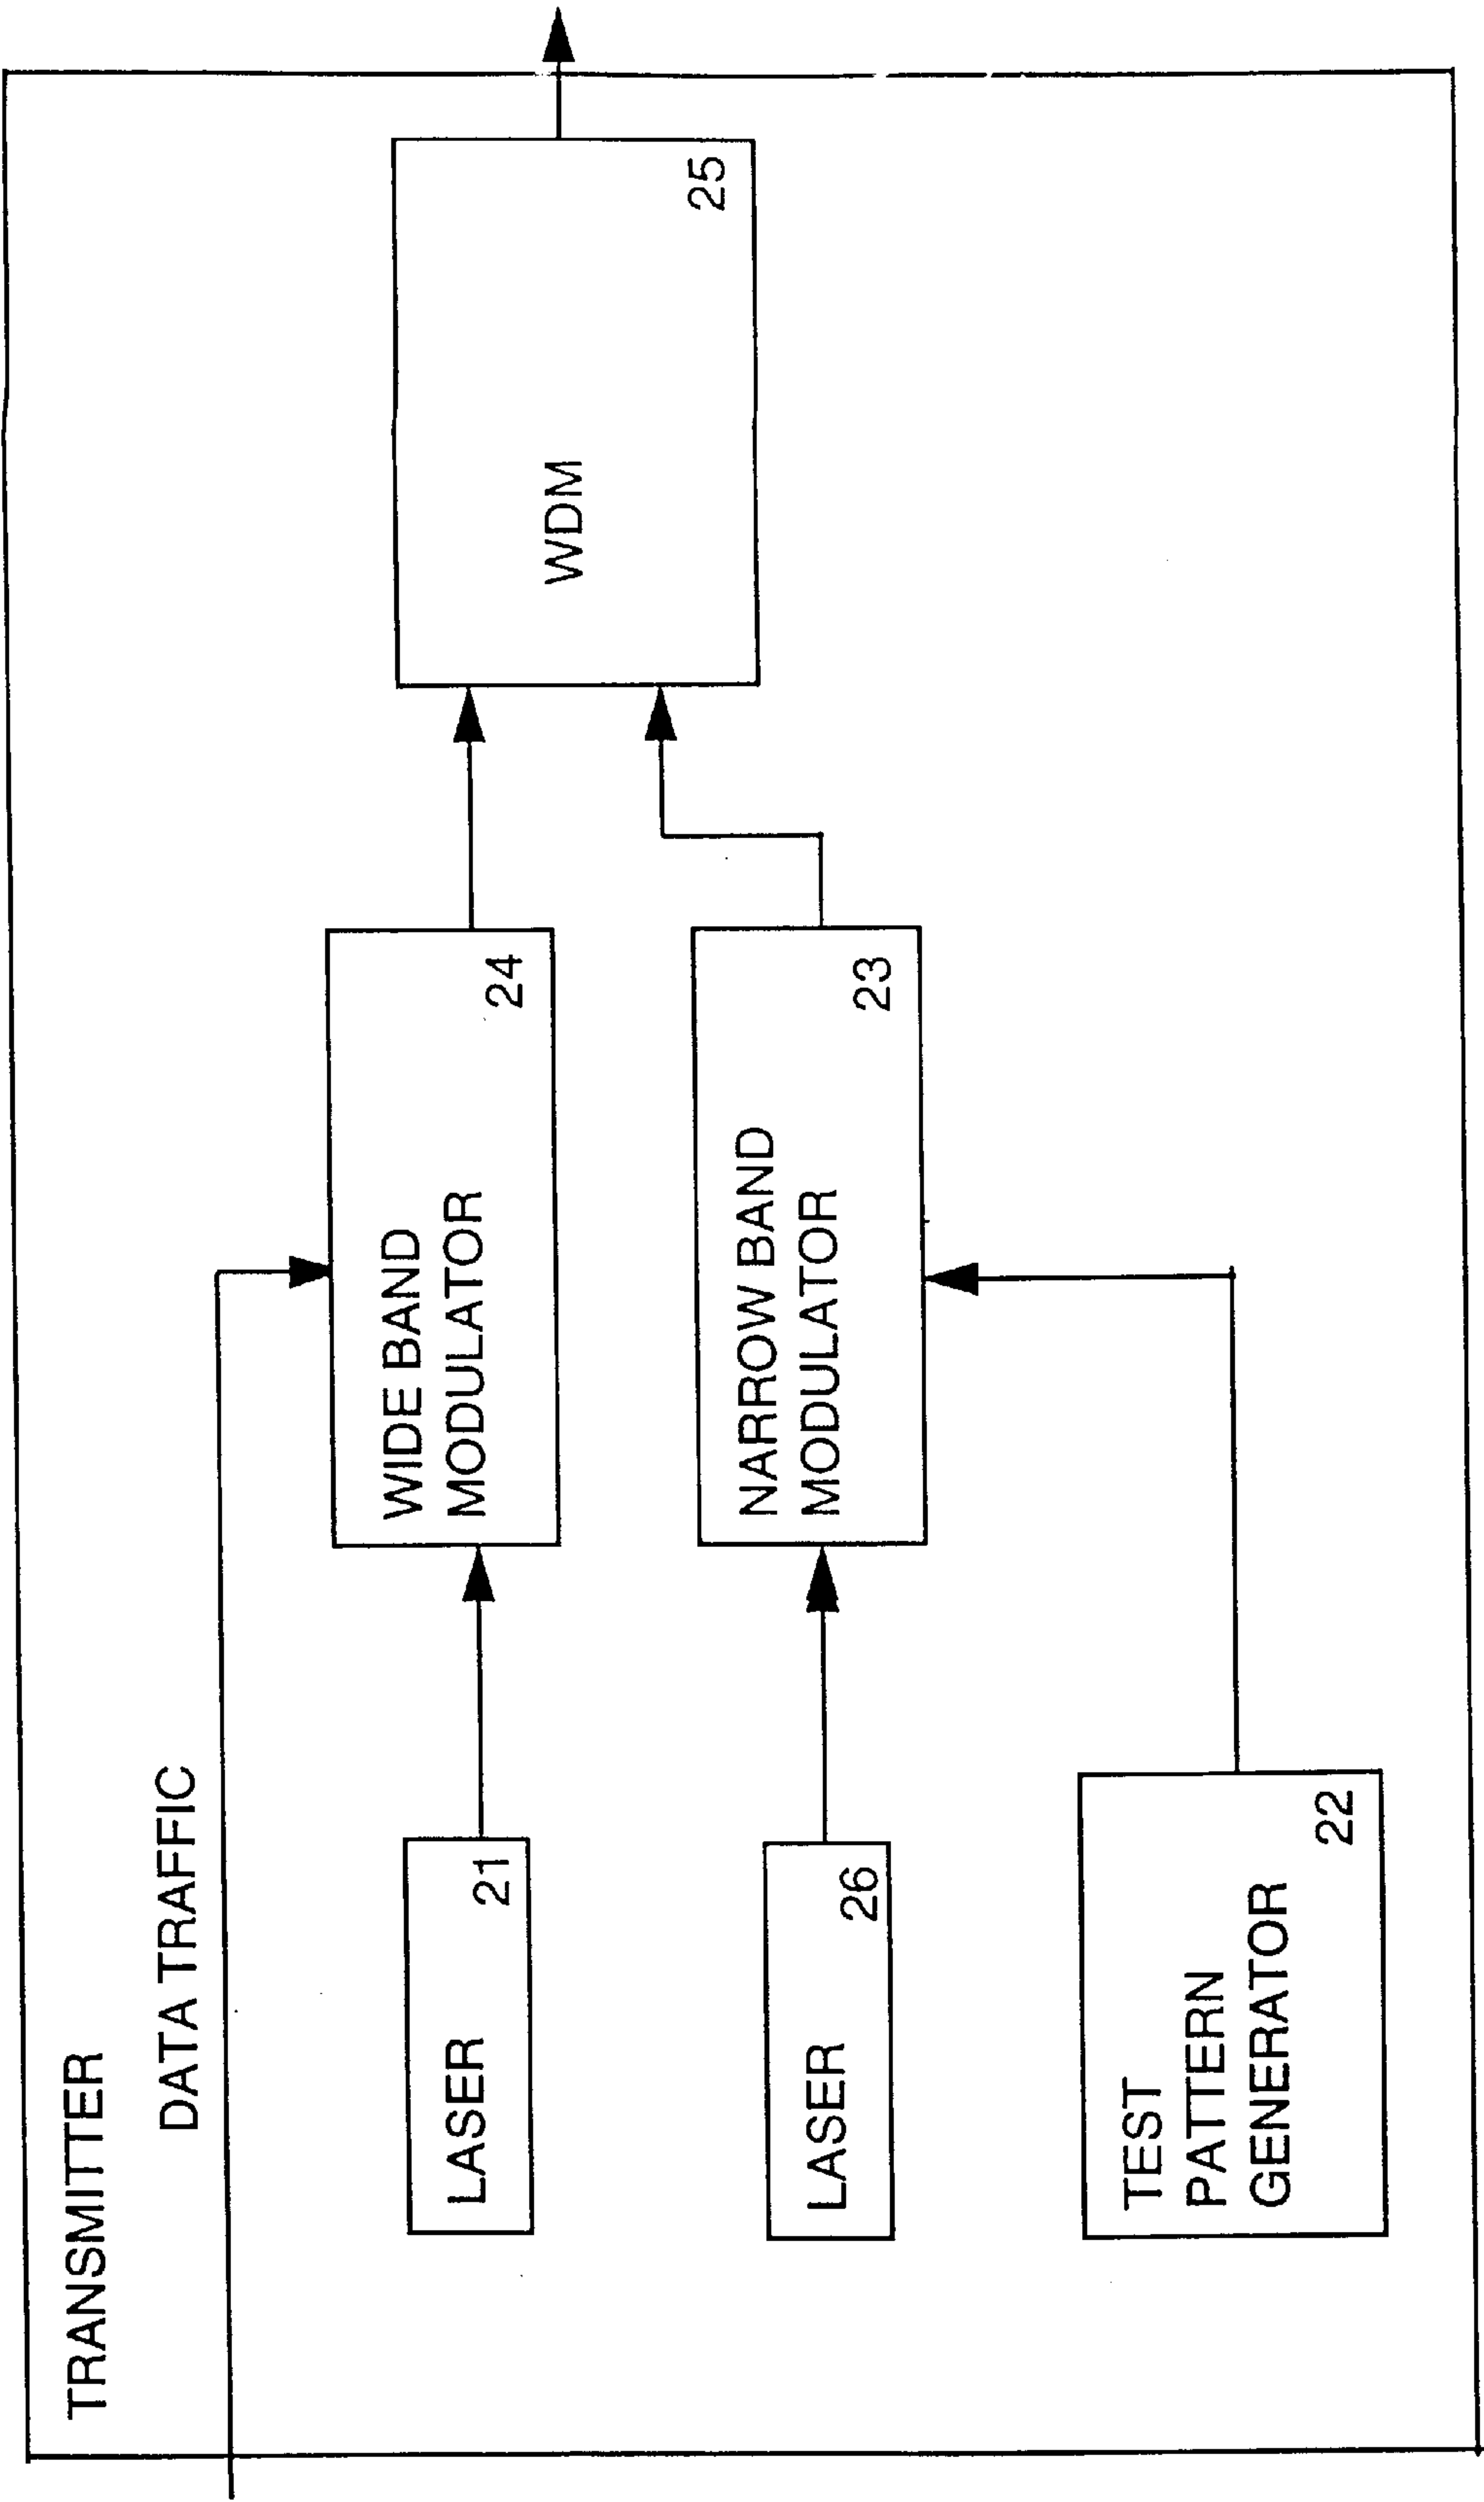 TRANSMITTER
DATA TRAFFIC
LASER
21
WIDE BAND
MODULATOR
24
WDM
25
LASER
26
NARROW BAND
MODULATOR
23
TEST
PATTERN
GENERATOR
22